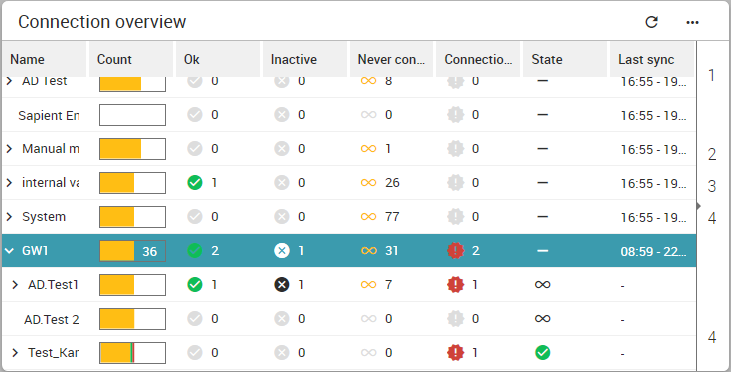 Connection overview
Name Count Ok Inactive Never con... Connectio... State Last sync
AD Test 0 0 8 0 16:55 - 19...
Sapient En 0 0 0 0 16:55 - 19...
Manual m 0 0 1 0 16:55 - 19...
internal va 1 0 26 0 16:55 - 19...
System 0 0 77 0 16:55 - 19...
GW1 36 2 1 31 2 08:59 - 22...
AD.Test1 1 1 7 1 -
AD.Test 2 0 0 0 0 -
Test_Kar 0 0 0 1 -
1
2
3
4
4